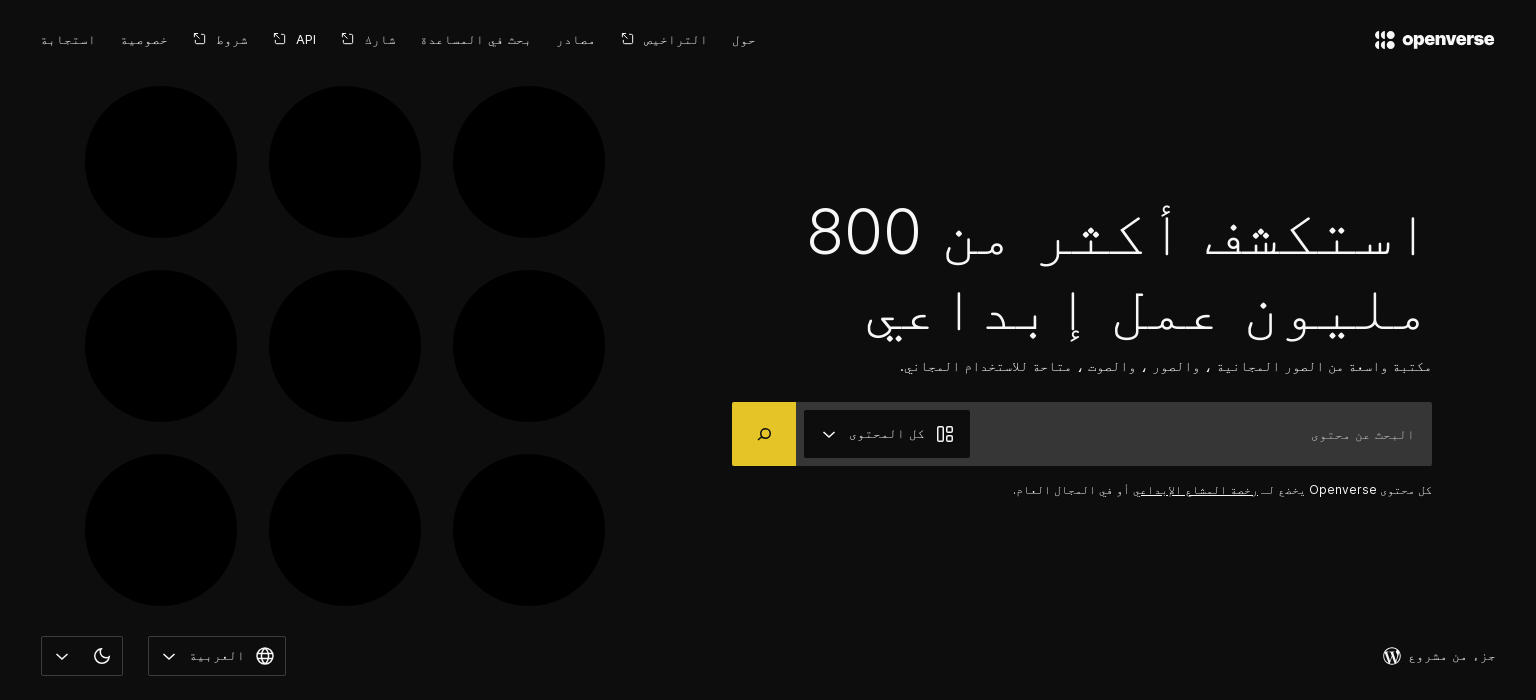 openverse
حول
التراخيص
مصادر
بحث في المساعدة
شارك
API
شروط
خصوصية
استجابة
استكشف أكثر من 800
مليون عمل إبداعي
مكتبة واسعة من الصور المجانية ، والصور ، والصوت ، متاحة للاستخدام المجاني.
البحث عن محتوى
كل المحتوى
كل محتوى Openverse يخضع لـ رخصة المشاع الإبداعي أو في المجال العام.
جزء من مشروع
العربية